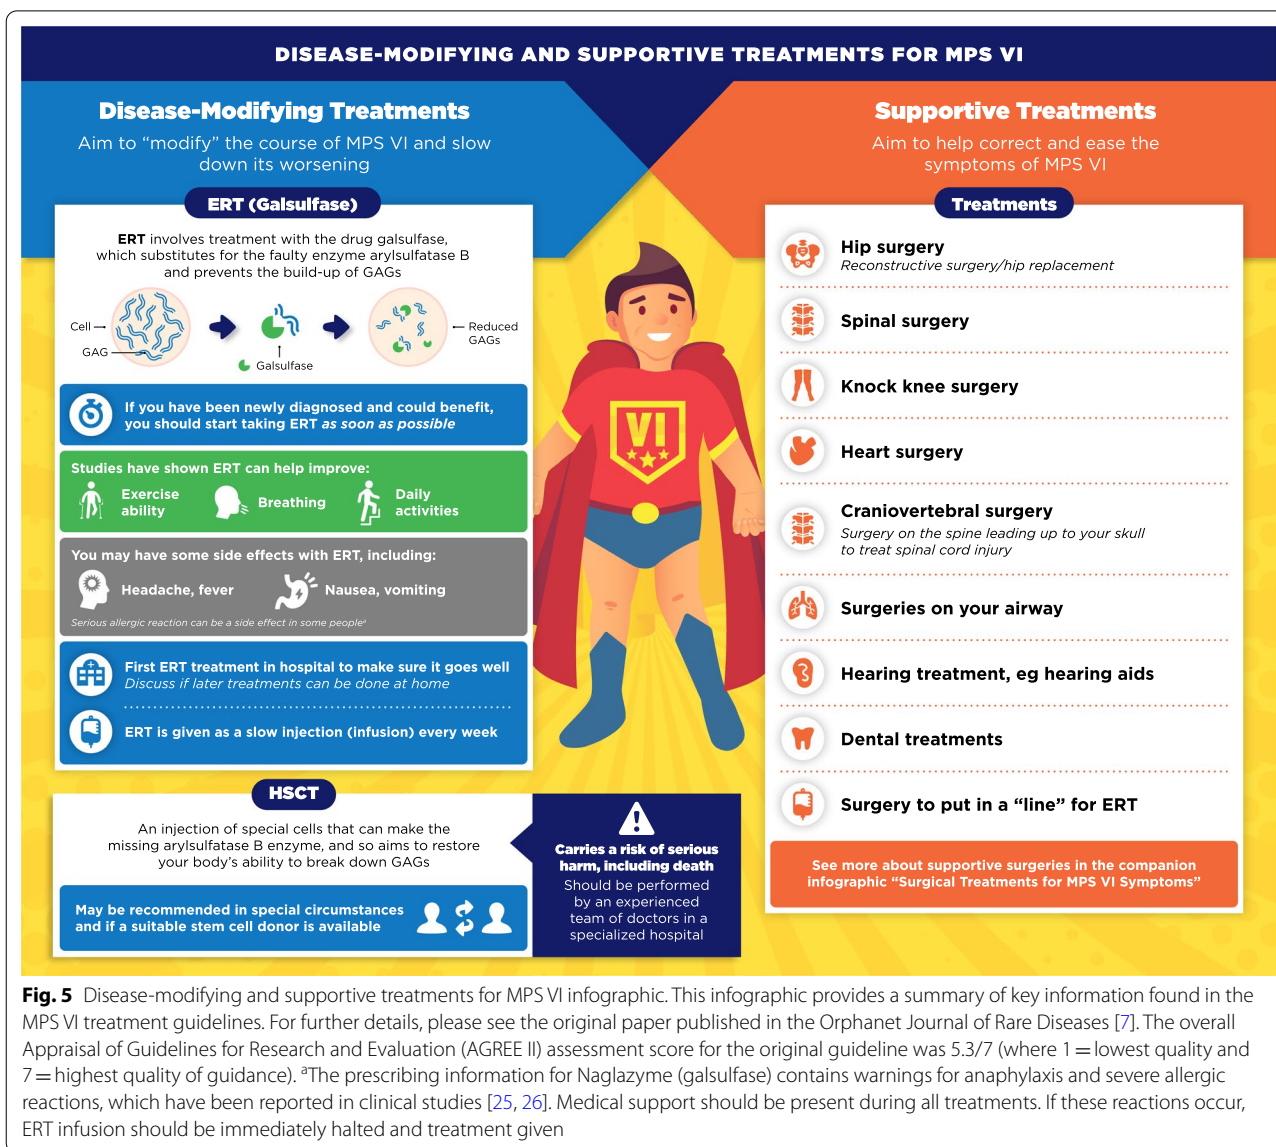 DISEASE-MODIFYING AND SUPPORTIVE TREATMENTS FOR MPS VI
Disease-Modifying Treatments
Aim to “modify” the course of MPS VI and slow
down its worsening
ERT (Galsulfase)
ERT involves treatment with the drug galsulfase,
which substitutes for the faulty enzyme arylsulfatase B
and prevents the build-up of GAGs
Cell
GAG
Galsulfase
Reduced
GAGs
If you have been newly diagnosed and could benefit,
you should start taking ERT as soon as possible
Studies have shown ERT can help improve:
Exercise
ability
Breathing
Daily
activities
You may have some side effects with ERT, including:
Headache, fever
Nausea, vomiting
Serious allergic reaction can be a side effect in some peopleᵃ
First ERT treatment in hospital to make sure it goes well
Discuss if later treatments can be done at home
ERT is given as a slow injection (infusion) every week
HSCT
An injection of special cells that can make the
missing arylsulfatase B enzyme, and so aims to restore
your body’s ability to break down GAGs
May be recommended in special circumstances
and if a suitable stem cell donor is available
Carries a risk of serious
harm, including death
Should be performed
by an experienced
team of doctors in a
specialized hospital
VI
Supportive Treatments
Aim to help correct and ease the
symptoms of MPS VI
Treatments
Hip surgery
Reconstructive surgery/hip replacement
Spinal surgery
Knock knee surgery
Heart surgery
Craniovertebral surgery
Surgery on the spine leading up to your skull
to treat spinal cord injury
Surgeries on your airway
Hearing treatment, eg hearing aids
Dental treatments
Surgery to put in a “line” for ERT
See more about supportive surgeries in the companion
infographic “Surgical Treatments for MPS VI Symptoms”
Fig. 5 Disease-modifying and supportive treatments for MPS VI infographic. This infographic provides a summary of key information found in the
MPS VI treatment guidelines. For further details, please see the original paper published in the Orphanet Journal of Rare Diseases [7]. The overall
Appraisal of Guidelines for Research and Evaluation (AGREE II) assessment score for the original guideline was 5.3/7 (where 1 = lowest quality and
7 = highest quality of guidance). ᵃThe prescribing information for Naglazyme (galsulfase) contains warnings for anaphylaxis and severe allergic
reactions, which have been reported in clinical studies [25, 26]. Medical support should be present during all treatments. If these reactions occur,
ERT infusion should be immediately halted and treatment given